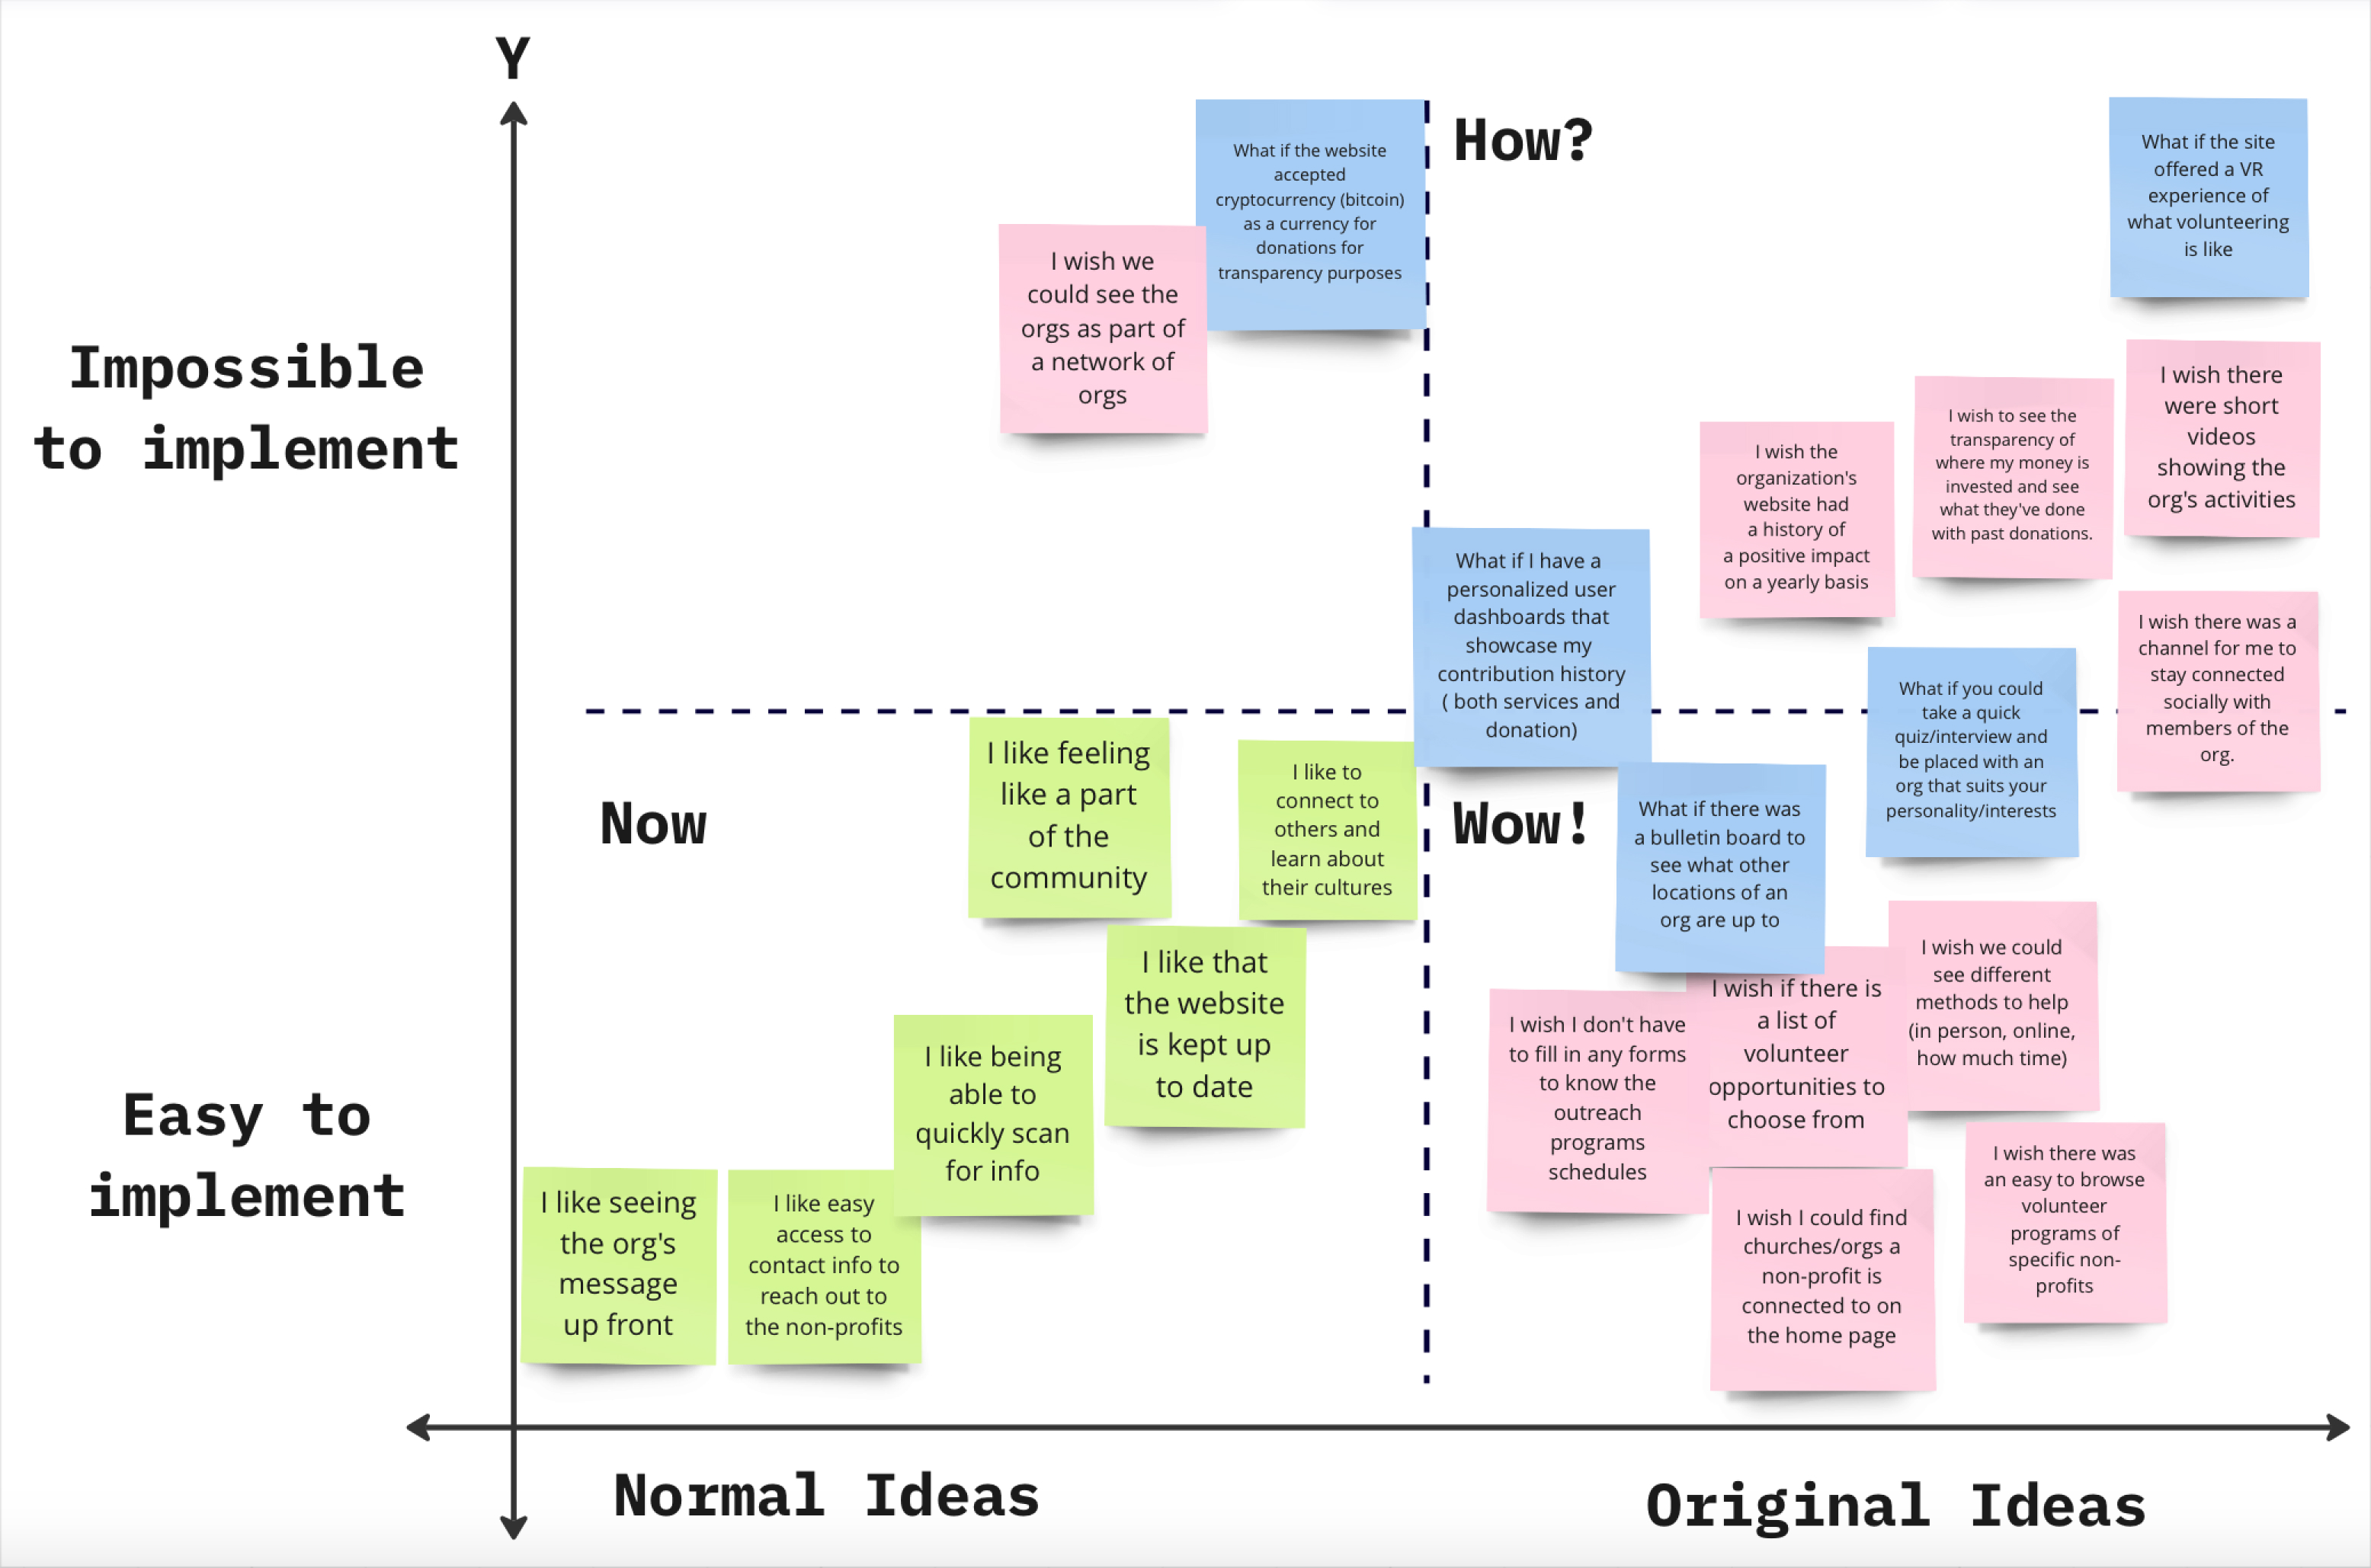 Y
How?
What if the website
accepted
cryptocurrency (bitcoin)
as a currency for
donations for
transparency purposes
What if the site
offered a VR
experience of
what volunteering
is like
I wish we
could see the
orgs as part of
a network of
orgs
Impossible
to implement
I wish the
organization's
website had
a history of
a positive impact
on a yearly basis
I wish to see the
transparency of
where my money is
invested and see
what they've done
with past donations.
I wish there
were short
videos
showing the
org's activities
What if I have a
personalized user
dashboards that
showcase my
contribution history
( both services and
donation)
What if you could
take a quick
quiz/interview and
be placed with an
org that suits your
personality/interests
I wish there was a
channel for me to
stay connected
socially with
members of the
org.
Now
I like feeling
like a part
of the
community
I like to
connect to
others and
learn about
their cultures
Wow!
What if there was
a bulletin board to
see what other
locations of an
org are up to
I like that
the website
is kept up
to date
I like being
able to
quickly scan
for info
I wish I don't have
to fill in any forms
to know the
outreach
programs
schedules
I wish if there is
a list of
volunteer
opportunities to
choose from
I wish we could
see different
methods to help
(in person, online,
how much time)
Easy to
implement
I like seeing
the org's
message
up front
I like easy
access to
contact info to
reach out to
the non-profits
I wish I could find
churches/orgs a
non-profit is
connected to on
the home page
I wish there was
an easy to browse
volunteer
programs of
specific non-
profits
Normal Ideas
Original Ideas